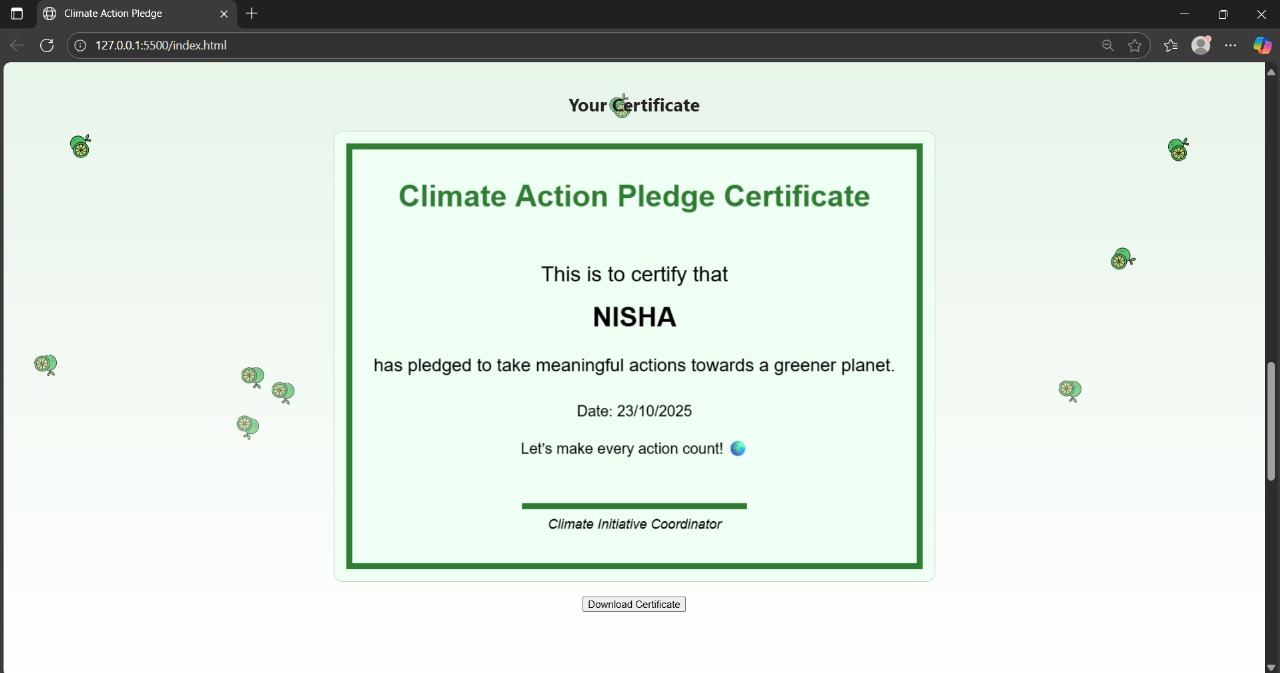 Climate Action Pledge
127.0.0.1:5500/index.html
Your Certificate
Climate Action Pledge Certificate
This is to certify that
NISHA
has pledged to take meaningful actions towards a greener planet.
Date: 23/10/2025
Let's make every action count! 🌍
Climate Initiative Coordinator
Download Certificate